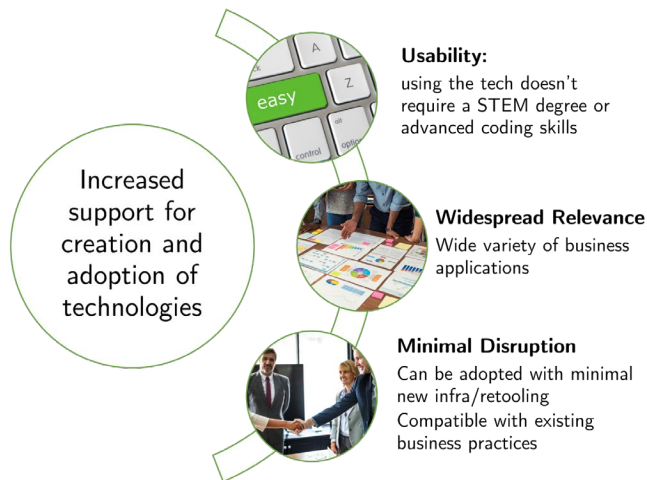 Increased
support for
creation and
adoption of
technologies
A
Z
easy
control
alt
Usability:
using the tech doesn't
require a STEM degree or
advanced coding skills
Widespread Relevance
Wide variety of business
applications
Minimal Disruption
Can be adopted with minimal
new infra/retooling
Compatible with existing
business practices